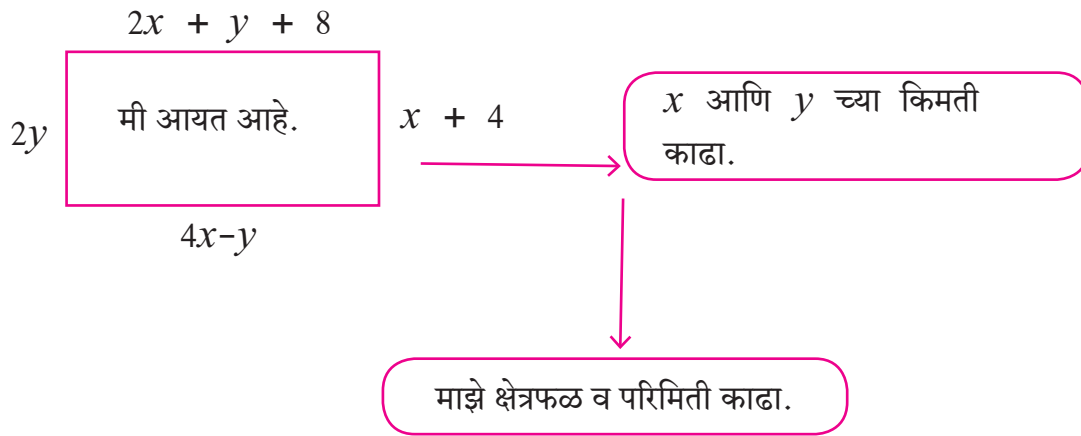 2x + y + 8
2y
मी आयत आहे.
x + 4
x आणि y च्या किमती
काढा.
4x-y
माझे क्षेत्रफळ व परिमिती काढा.